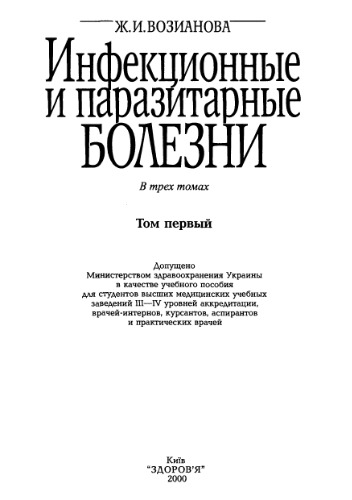 Ж. И. ВОЗИАНОВА
Инфекционные
и паразитарные
БОЛЕЗНИ
В трех томах
Том первый
Допущено
Министерством здравоохранения Украины
в качестве учебного пособия
для студентов высших медицинских учебных
заведений III—IV уровней аккредитации,
врачей-интернов, курсантов, аспирантов
и практических врачей
Київ
"ЗДОРОВ'Я"
2000